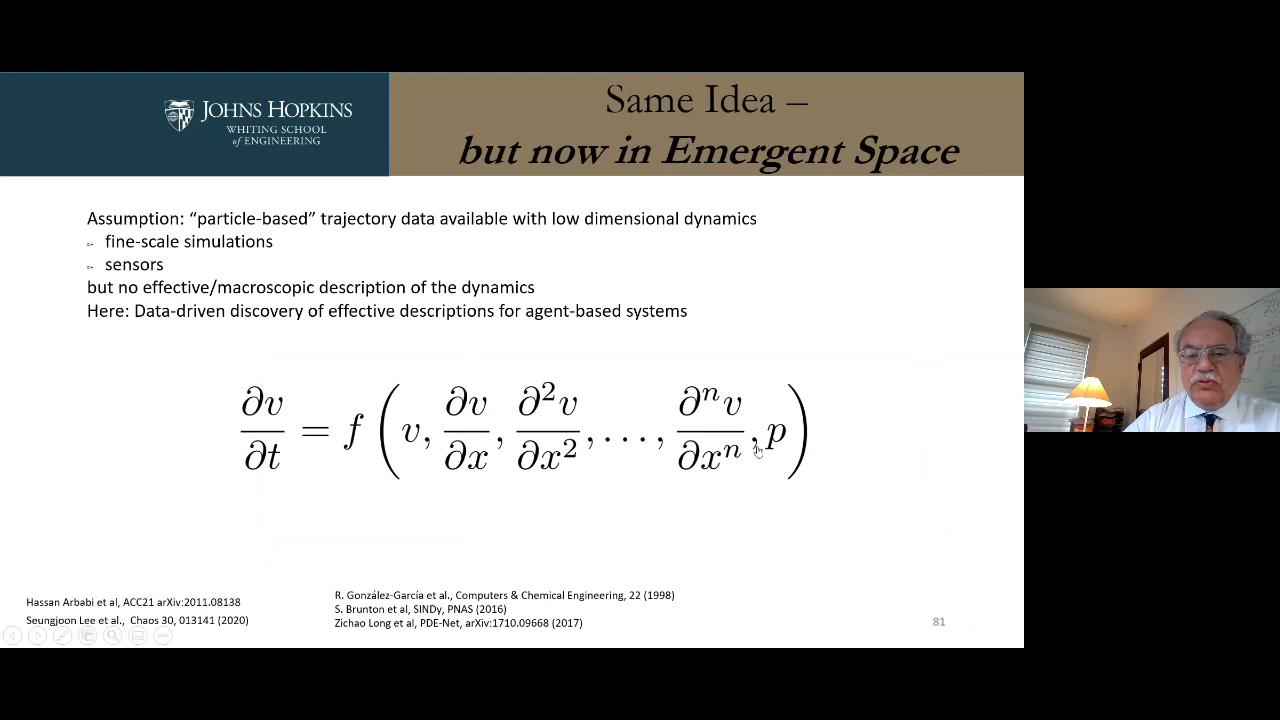 JOHNS HOPKINS
WHITING SCHOOL
of ENGINEERING
Same Idea –
but now in Emergent Space
Assumption: “particle-based” trajectory data available with low dimensional dynamics
fine-scale simulations
sensors
but no effective/macroscopic description of the dynamics
Here: Data-driven discovery of effective descriptions for agent-based systems
∂v/∂t = f(v, ∂v/∂x, ∂²v/∂x², ..., ∂ⁿv/∂xⁿ, p)
Hassan Arbabi et al, ACC21 arXiv:2011.08138
Seungjoon Lee et al., Chaos 30, 013141 (2020)
R. González-García et al., Computers & Chemical Engineering, 22 (1998)
S. Brunton et al, SINDy, PNAS (2016)
Zichao Long et al, PDE-Net, arXiv:1710.09668 (2017)
81